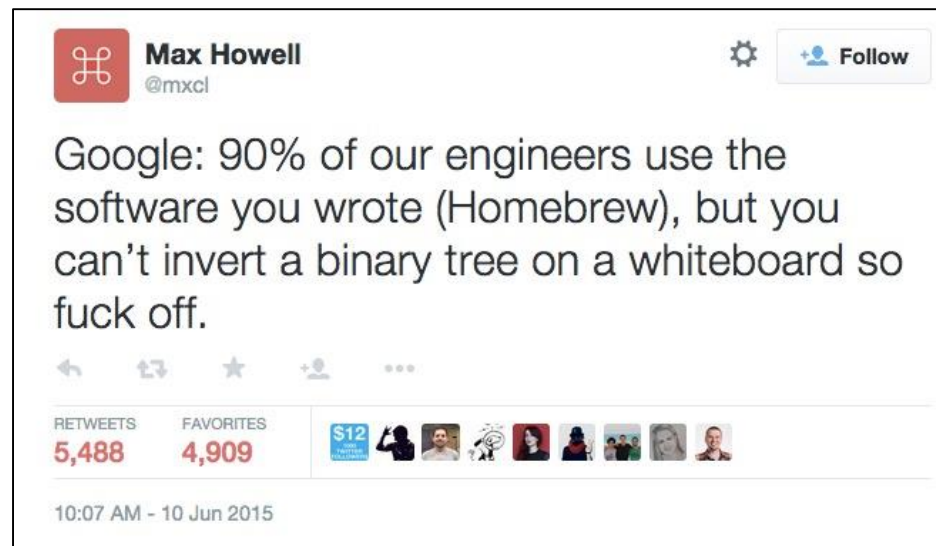 Max Howell
@mxcl
Follow
Google: 90% of our engineers use the
software you wrote (Homebrew), but you
can’t invert a binary tree on a whiteboard so
fuck off.
RETWEETS FAVORITES
5,488 4,909
$12
10:07 AM - 10 Jun 2015